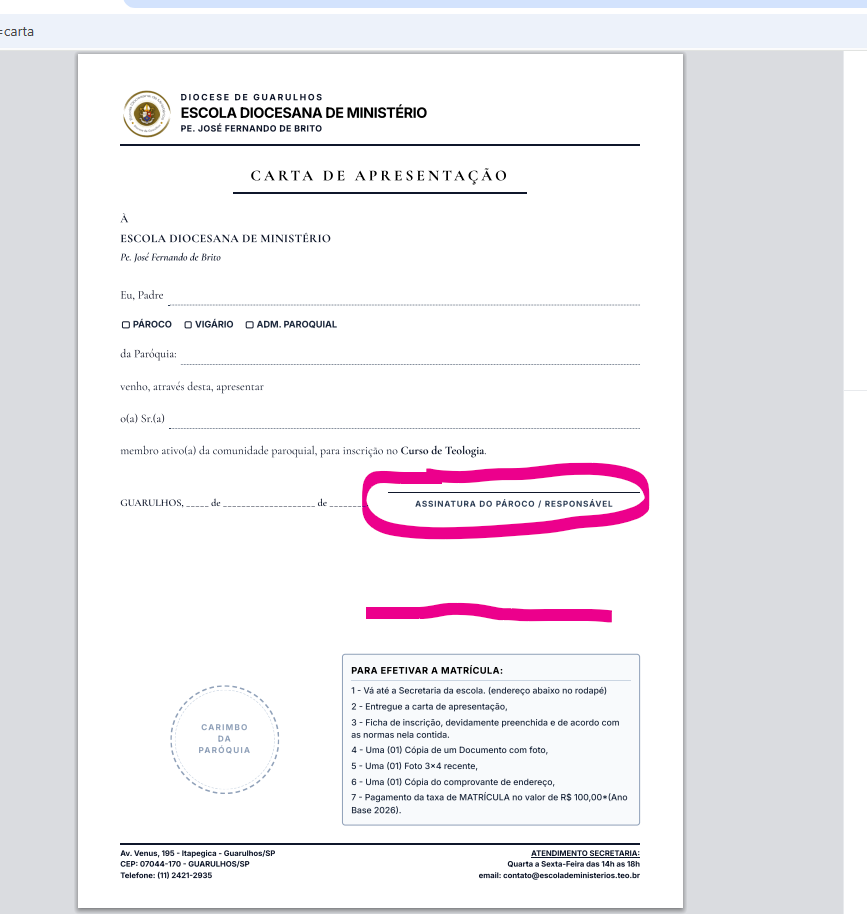 =carta
DIOCESE DE GUARULHOS
ESCOLA DIOCESANA DE MINISTÉRIO
PE. JOSÉ FERNANDO DE BRITO
CARTA DE APRESENTAÇÃO
À
ESCOLA DIOCESANA DE MINISTÉRIO
Pe. José Fernando de Brito
Eu, Padre
PÁROCO VIGÁRIO ADM. PAROQUIAL
da Paróquia:
venho, através desta, apresentar
o(a) Sr.(a)
membro ativo(a) da comunidade paroquial, para inscrição no Curso de Teologia.
GUARULHOS, _____ de ___________________ de _______
ASSINATURA DO PÁROCO / RESPONSÁVEL
CARIMBO
DA
PARÓQUIA
PARA EFETIVAR A MATRÍCULA:
1 - Vá até a Secretaria da escola. (endereço abaixo no rodapé)
2 - Entregue a carta de apresentação,
3 - Ficha de inscrição, devidamente preenchida e de acordo com
as normas nela contida.
4 - Uma (01) Cópia de um Documento com foto,
5 - Uma (01) Foto 3×4 recente,
6 - Uma (01) Cópia do comprovante de endereço,
7 - Pagamento da taxa de MATRÍCULA no valor de R$ 100,00*(Ano
Base 2026).
Av. Venus, 195 - Itapegica - Guarulhos/SP
CEP: 07044-170 - GUARULHOS/SP
Telefone: (11) 2421-2935
ATENDIMENTO SECRETARIA:
Quarta a Sexta-Feira das 14h as 18h
email: contato@escoladeministerios.teo.br